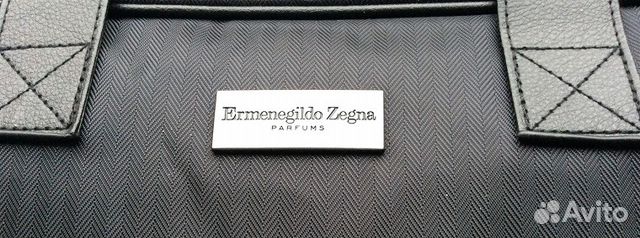 Ermenegildo Zegna
PARFUMS
Avito